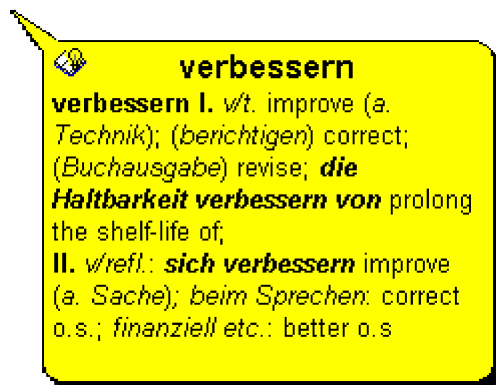 verbessern
verbessern I. v/t. improve (a.
Technik); (berichtigen) correct;
(Buchausgabe) revise; die
Haltbarkeit verbessern von prolong
the shelf-life of;
II. v/refl.: sich verbessern improve
(a. Sache); beim Sprechen: correct
o.s.; finanziell etc.: better o.s